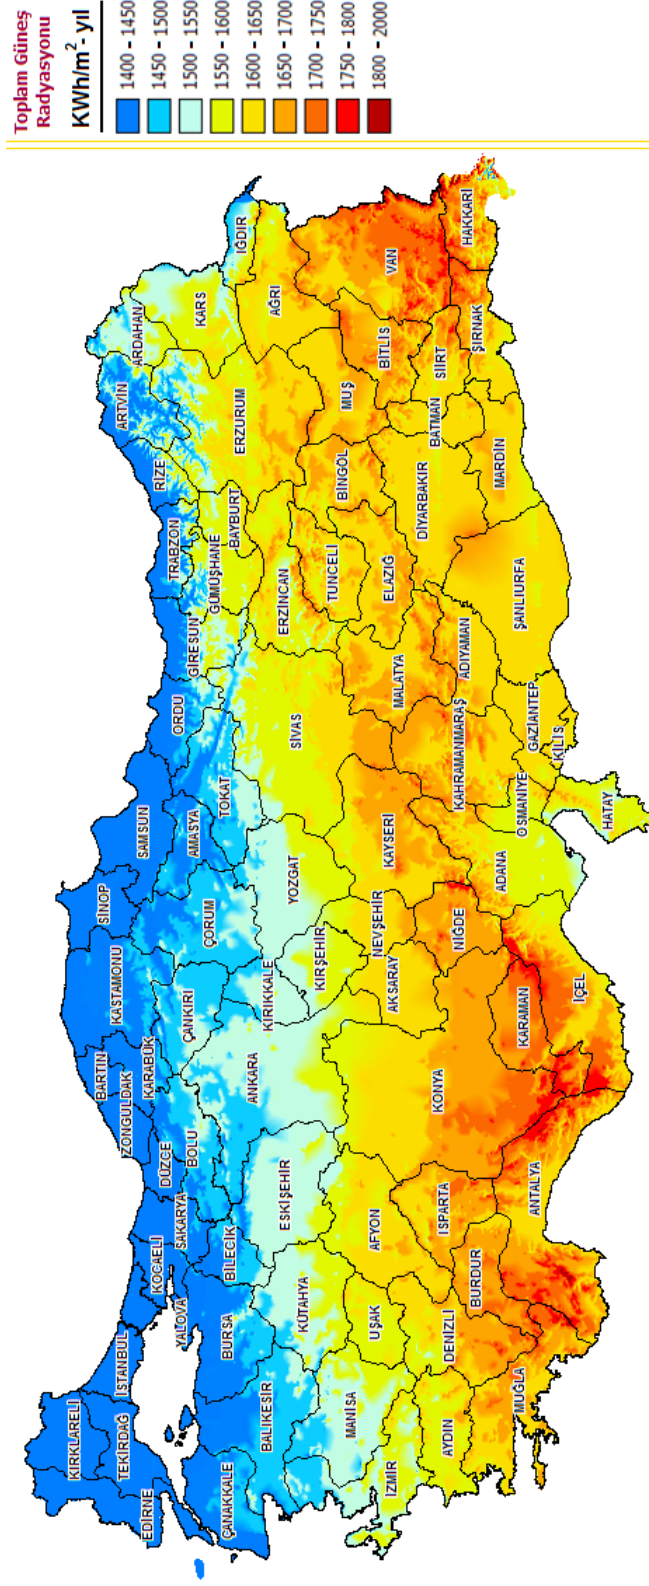 Toplam Güneş
Radyasyonu
KWh/m²- yıl
1400 - 1450
1450 - 1500
1500 - 1550
1550 - 1600
1600 - 1650
1650 - 1700
1700 - 1750
1750 - 1800
1800 - 2000
KIRKLARELİ
EDİRNE
TEKİRDAĞ
İSTANBUL
KOCAELİ
YALOVA
SAKARYA
DÜZCE
ZONGULDAK
BARTIN
KARABÜK
KASTAMONU
SİNOP
SAMSUN
ORDU
GİRESUN
TRABZON
RİZE
ARTVİN
ARDAHAN
ÇANAKKALE
BALIKESİR
BURSA
BİLECİK
BOLU
ÇANKIRI
ÇORUM
AMASYA
TOKAT
GÜMÜŞHANE
BAYBURT
ERZURUM
KARS
IĞDIR
AĞRI
KÜTAHYA
ESKİŞEHİR
ANKARA
KIRIKKALE
KIRŞEHİR
YOZGAT
SİVAS
ERZİNCAN
TUNCELİ
BİNGÖL
MUŞ
BİTLİS
VAN
MANİSA
İZMİR
UŞAK
AFYON
AKSARAY
NEVŞEHİR
KAYSERİ
MALATYA
ELAZIĞ
DİYARBAKIR
BATMAN
SİİRT
ŞIRNAK
HAKKARİ
AYDIN
DENİZLİ
ISPARTA
BURDUR
KONYA
NİĞDE
KAHRAMANMARAŞ
ADIYAMAN
MARDİN
MUĞLA
ANTALYA
KARAMAN
İÇEL
ADANA
OSMANİYE
GAZİANTEP
KİLİS
ŞANLIURFA
HATAY